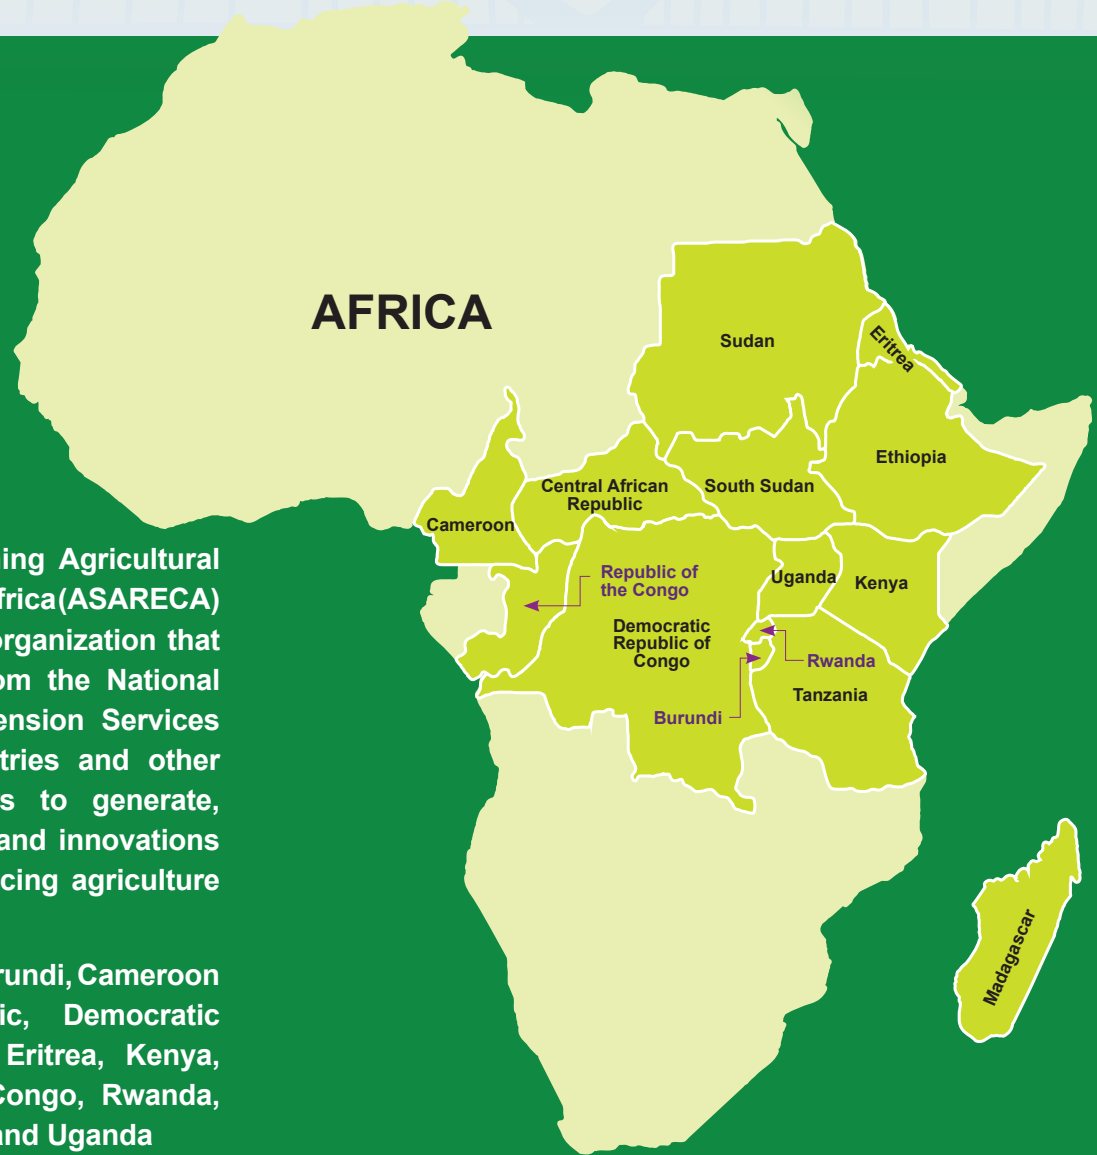 AFRICA
Sudan
Eritrea
Ethiopia
Central African
Republic
South Sudan
Cameroon
Republic of
the Congo
Uganda
Kenya
Democratic
Republic of
Congo
Rwanda
Tanzania
Burundi
Madagascar
ning Agricultural
frica(ASARECA)
organization that
om the National
ension Services
tries and other
s to generate,
and innovations
cing agriculture
rundi, Cameroon
ic, Democratic
Eritrea, Kenya,
Congo, Rwanda,
and Uganda